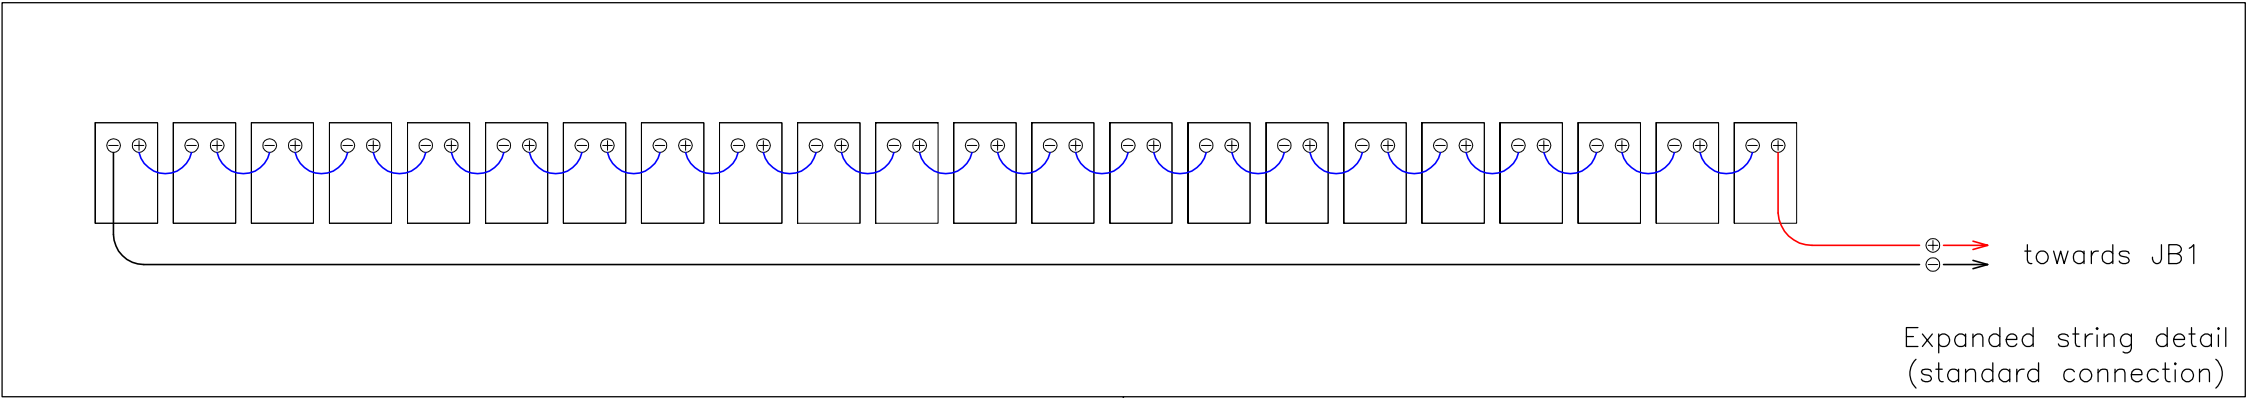 towards JB1
Expanded string detail
(standard connection)